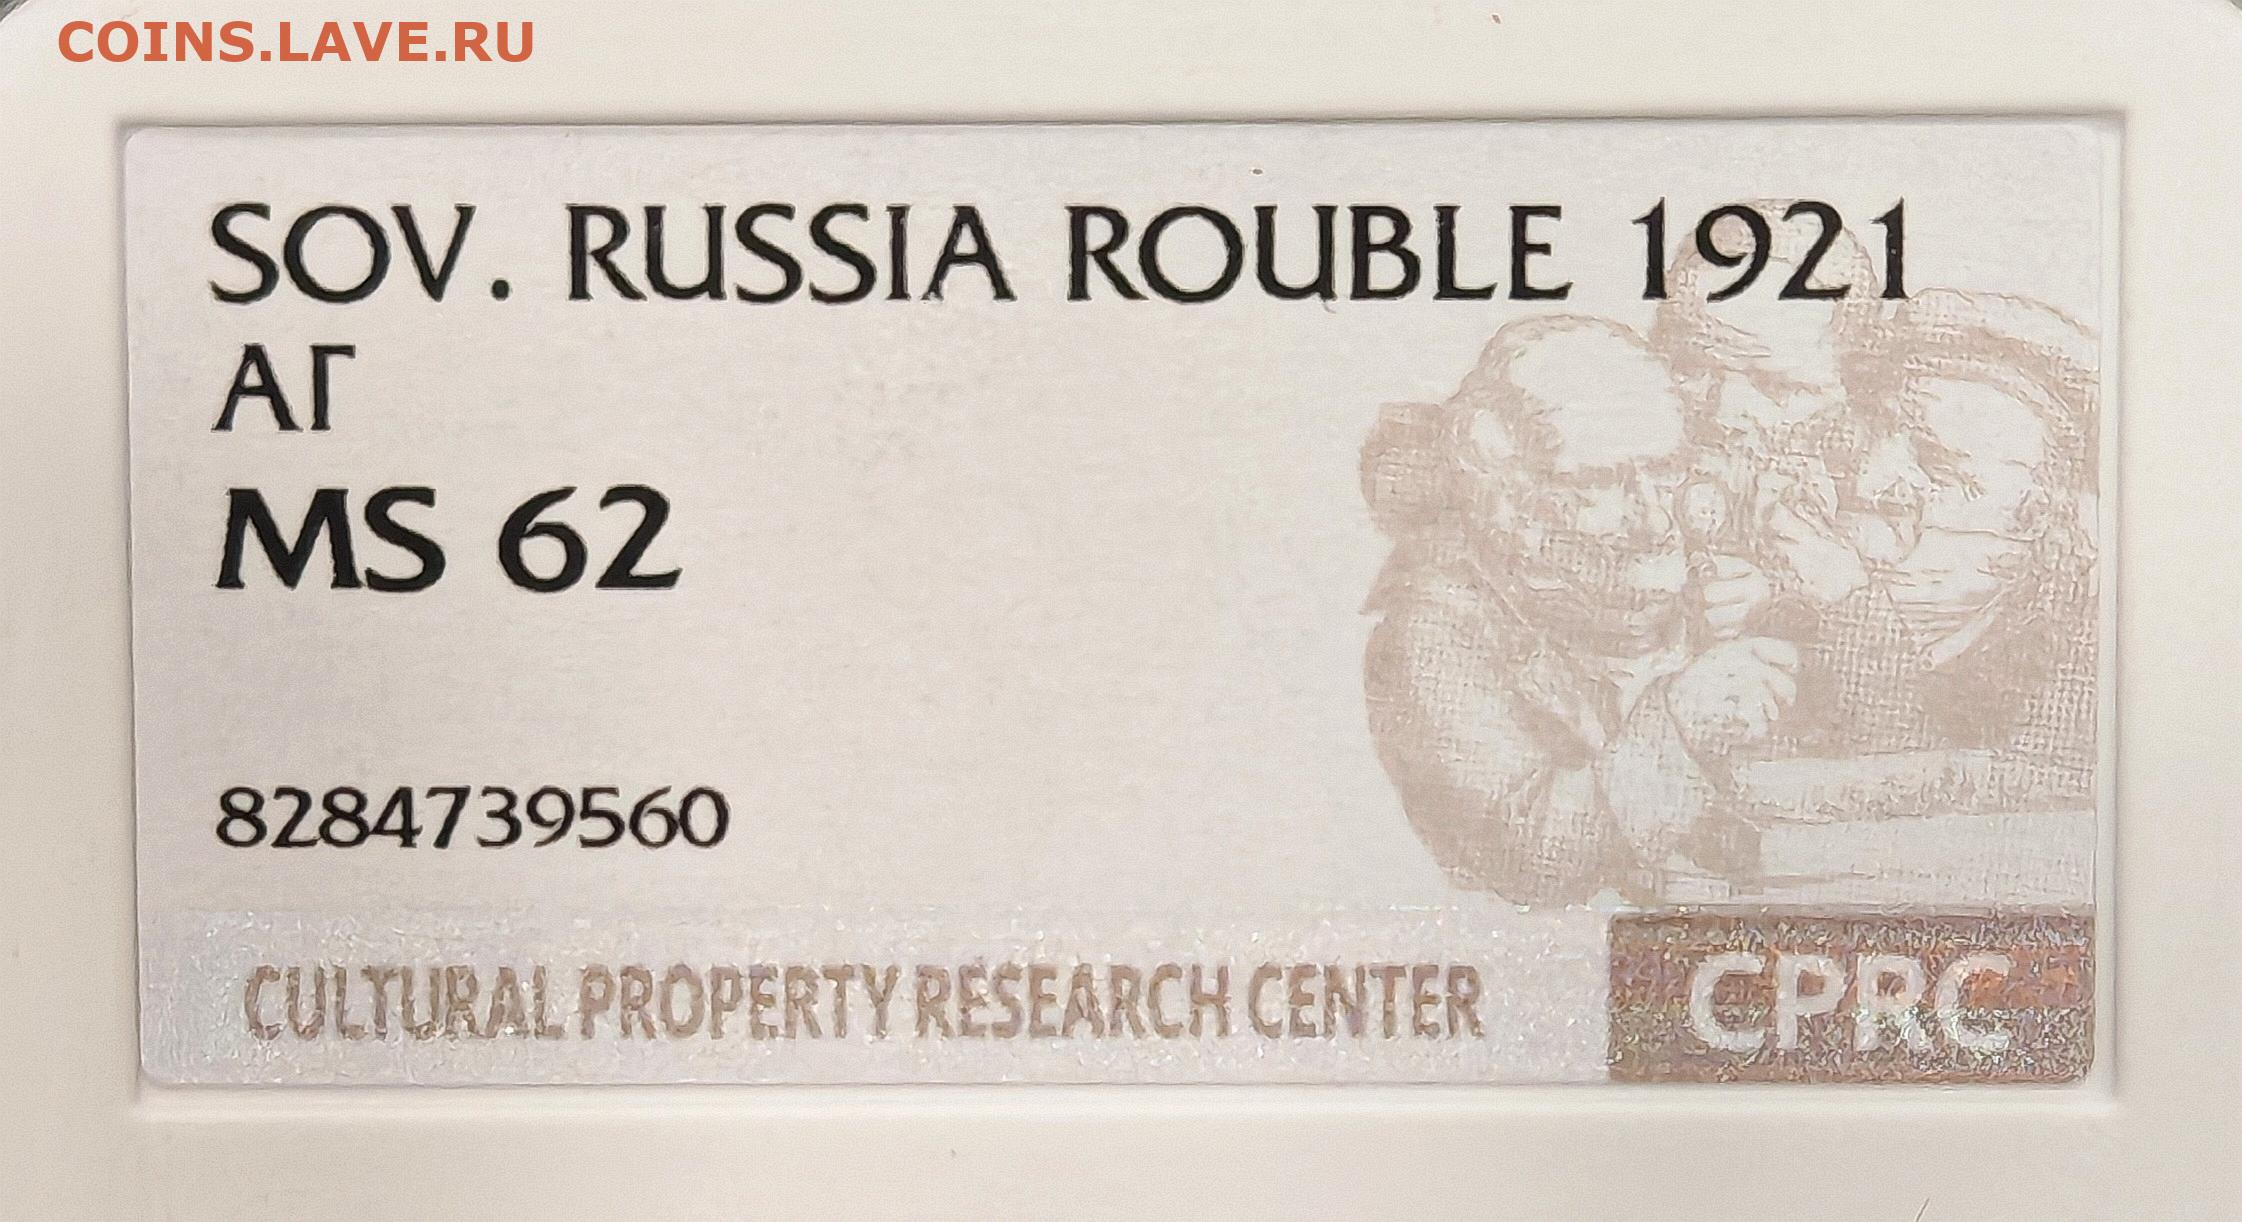 COINS.LAVE.RU
SOV. RUSSIA ROUBLE 1921
АГ
MS 62
8284739560
CULTURAL PROPERTY RESEARCH CENTER
CPRC